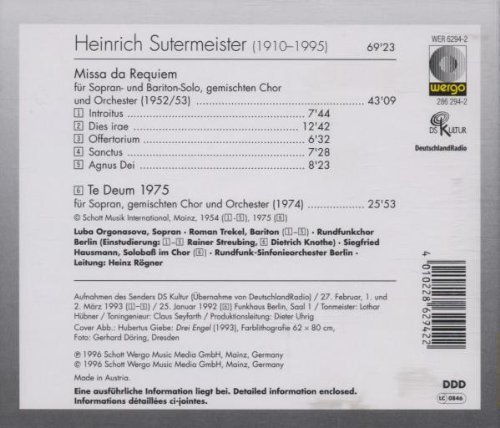 Heinrich Sutermeister (1910–1995) 69'23
WER 6294-2
wergo
286 294-2
DS KULTUR
DeutschlandRadio
Missa da Requiem
für Sopran- und Bariton-Solo, gemischten Chor
und Orchester (1952/53) 43'09
1 Introitus 7'44
2 Dies irae 12'42
3 Offertorium 6'32
4 Sanctus 7'28
5 Agnus Dei 8'23
6 Te Deum 1975
für Sopran, gemischten Chor und Orchester (1974) 25'53
© Schott Musik International, Mainz, 1954 (1-5), 1975 (6)
Luba Orgonasova, Sopran · Roman Trekel, Bariton (1–5) · Rundfunkchor
Berlin (Einstudierung: 1–5 Rainer Streubing, 6 Dietrich Knothe) · Siegfried
Hausmann, Solobaß im Chor (6) · Rundfunk-Sinfonieorchester Berlin ·
Leitung: Heinz Rögner
Aufnahmen des Senders DS Kultur (Übernahme von DeutschlandRadio) / 27. Februar, 1. und
2. März 1993 (1–5) / 25. Januar 1992 (6) Funkhaus Berlin, Saal 1 / Tonmeister: Lothar
Hübner / Toningenieur: Claus Seyfarth / Produktionsleitung: Dieter Uhrig
Cover Abb.: Hubertus Giebe: Drei Engel (1993), Farblithografie 62 × 80 cm,
Foto: Gerhard Döring, Dresden
℗ 1996 Schott Wergo Music Media GmbH, Mainz, Germany
© 1996 Schott Wergo Music Media GmbH, Mainz, Germany
Made in Austria.
Eine ausführliche Information liegt bei. Detailed information enclosed.
Informations détaillées ci-jointes.
4 010228 629422
DDD
LC 0846